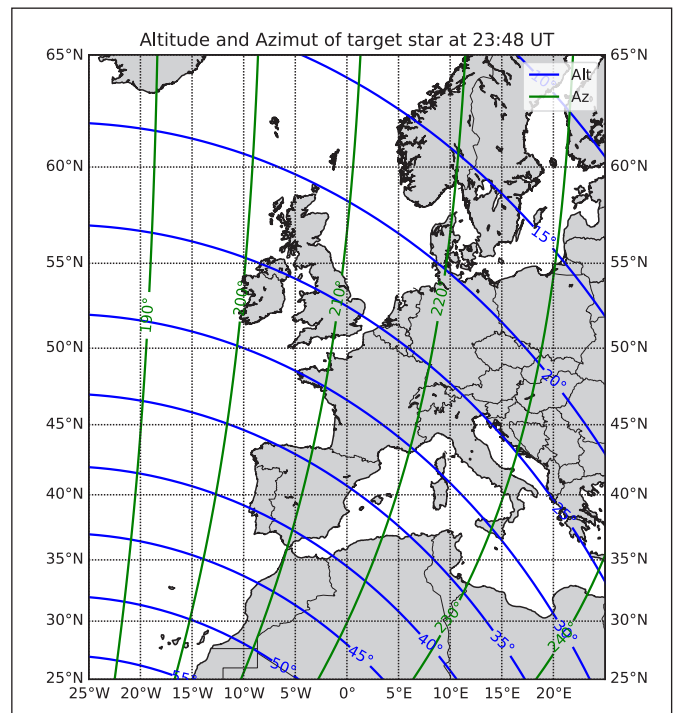 Altitude and Azimut of target star at 23:48 UT
65°N 65°N
Alt
Az
10°
60°N 60°N
15°
55°N 55°N
190° 200° 210° 220°
50°N 50°N
20°
45°N 45°N
40°N 40°N
25°
35°N 35°N
30°N 30°N
230° 240°
30°
35°
40°
45°
50°
55°
25°N 25°N
25°W 20°W 15°W 10°W 5°W 0° 5°E 10°E 15°E 20°E